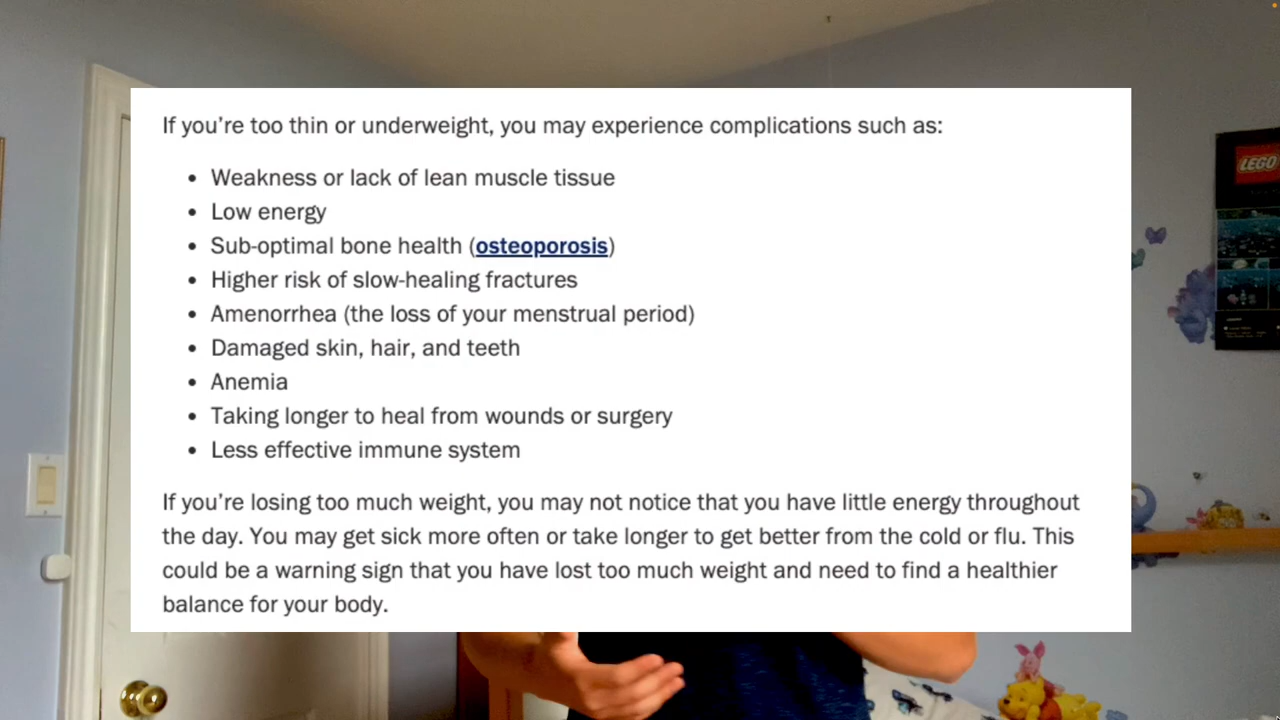 If you're too thin or underweight, you may experience complications such as:
• Weakness or lack of lean muscle tissue
• Low energy
• Sub-optimal bone health (osteoporosis)
• Higher risk of slow-healing fractures
• Amenorrhea (the loss of your menstrual period)
• Damaged skin, hair, and teeth
• Anemia
• Taking longer to heal from wounds or surgery
• Less effective immune system
If you're losing too much weight, you may not notice that you have little energy throughout
the day. You may get sick more often or take longer to get better from the cold or flu. This
could be a warning sign that you have lost too much weight and need to find a healthier
balance for your body.
LEGO